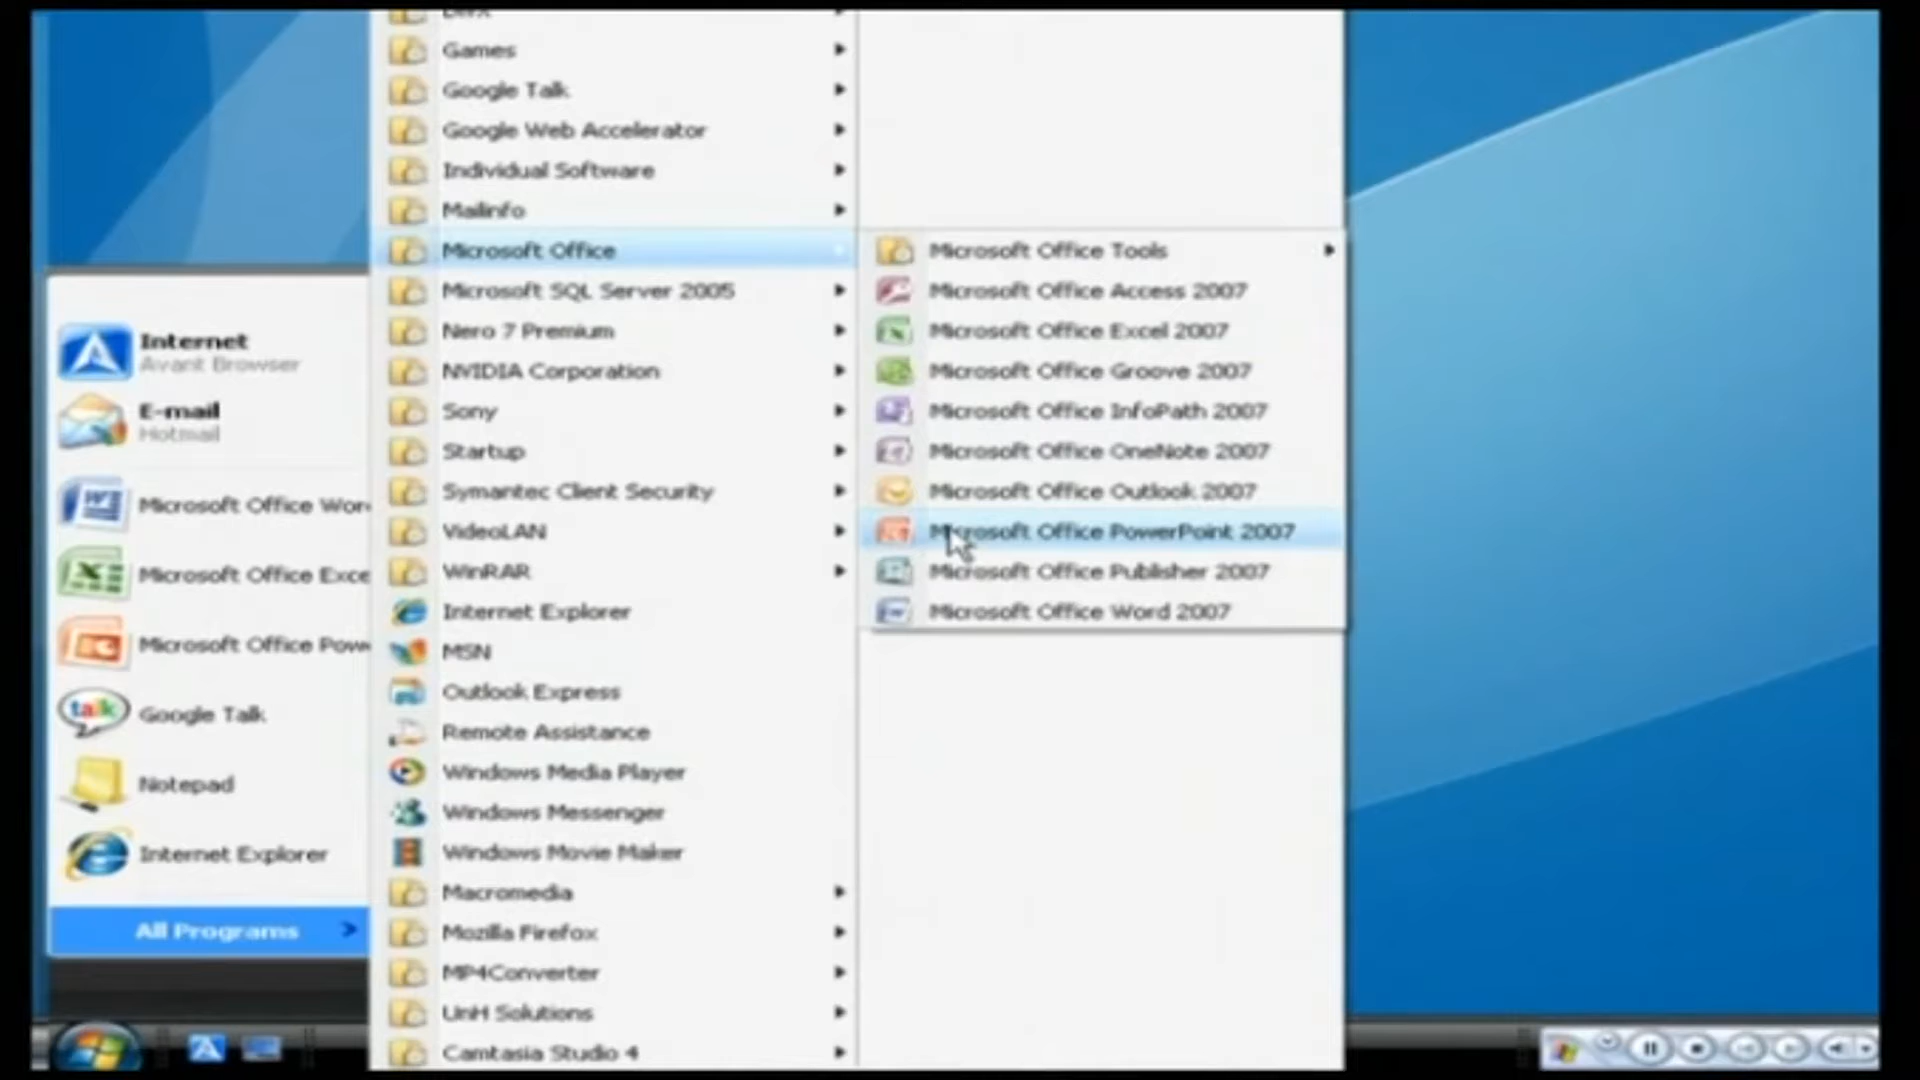 Internet
Avant Browser
E-mail
Hotmail
Microsoft Office Wor
Microsoft Office Exce
Microsoft Office Pow
talk
Google Talk
Notepad
Internet Explorer
All Programs
Games
Google Talk
Google Web Accelerator
Individual Software
Mailinfo
Microsoft Office
Microsoft SQL Server 2005
Nero 7 Premium
NVIDIA Corporation
Sony
Startup
Symantec Client Security
VideoLAN
WinRAR
Internet Explorer
MSN
Outlook Express
Remote Assistance
Windows Media Player
Windows Messenger
Windows Movie Maker
Macromedia
Mozilla Firefox
MP4Converter
UnH Solutions
Camtasia Studio 4
Microsoft Office Tools
Microsoft Office Access 2007
Microsoft Office Excel 2007
Microsoft Office Groove 2007
Microsoft Office InfoPath 2007
Microsoft Office OneNote 2007
Microsoft Office Outlook 2007
Microsoft Office PowerPoint 2007
Microsoft Office Publisher 2007
Microsoft Office Word 2007